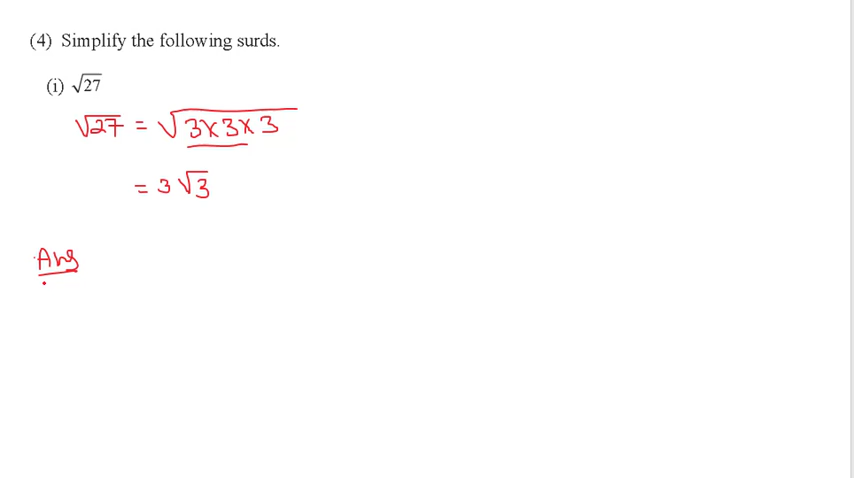 (4) Simplify the following surds.
(i) √27
√27 = √3×3×3
= 3√3
Ans